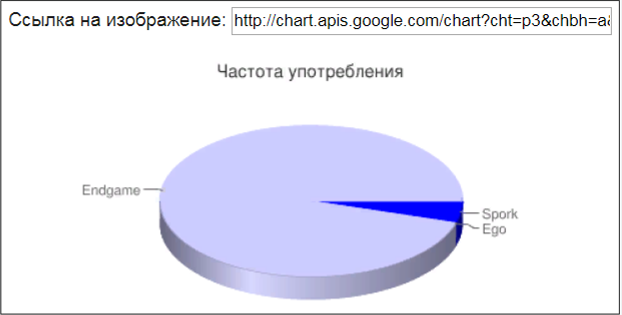 Ссылка на изображение: http://chart.apis.google.com/chart?cht=p3&chbh=a&
Частота употребления
Endgame
Spork
Ego